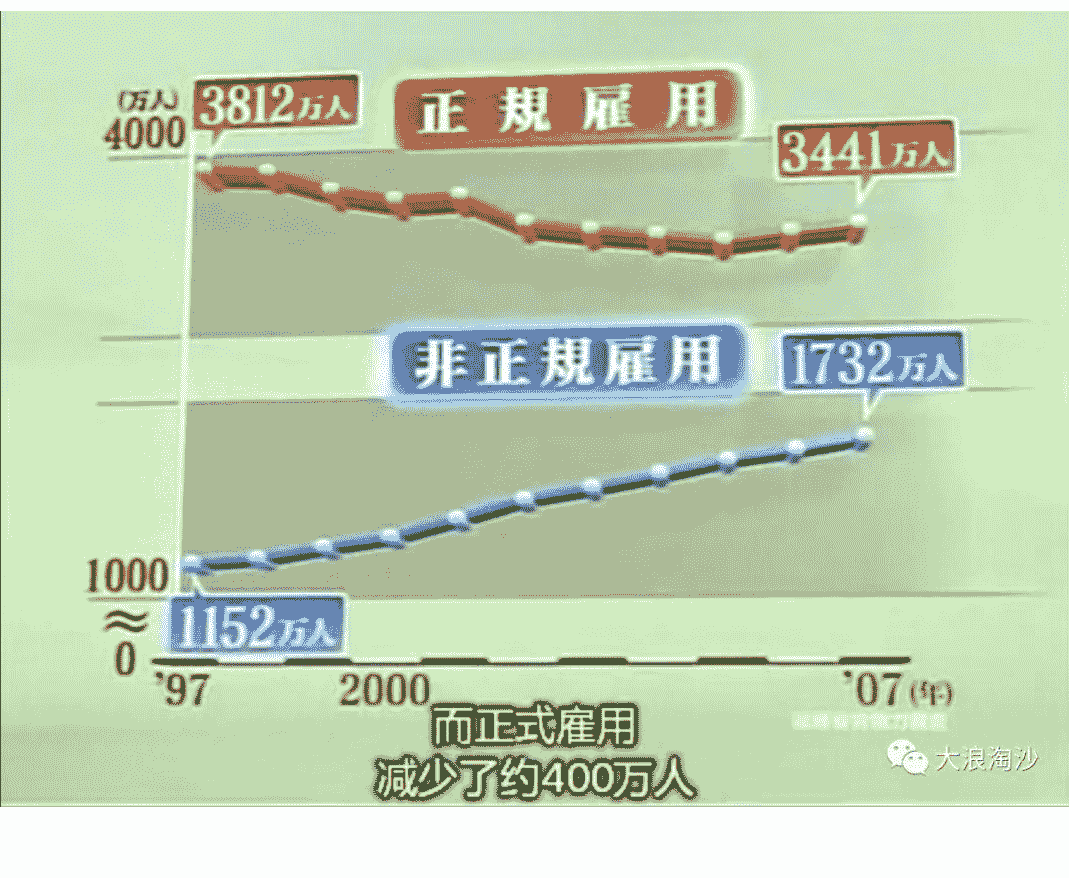 (万人)
4000
3812万人
正規雇用
3441万人
非正規雇用
1732万人
1000
≈
0
1152万人
'97
2000
'07(年)
而正式雇用
减少了约400万人
大浪淘沙